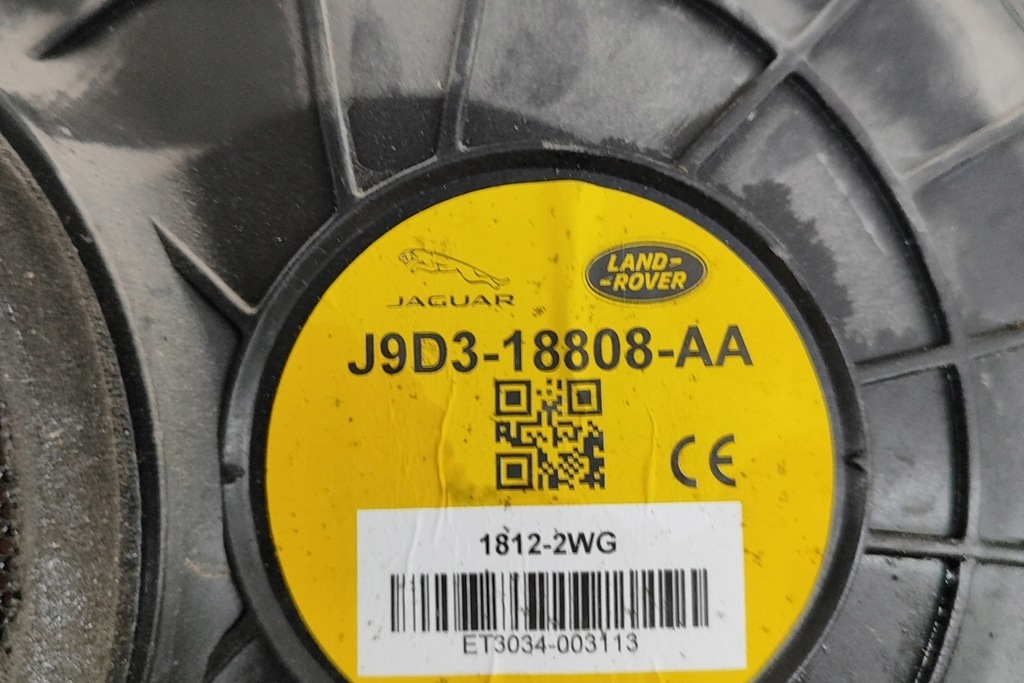 JAGUAR
LAND-
-ROVER
J9D3-18808-AA
CE
1812-2WG
ET3034-003113